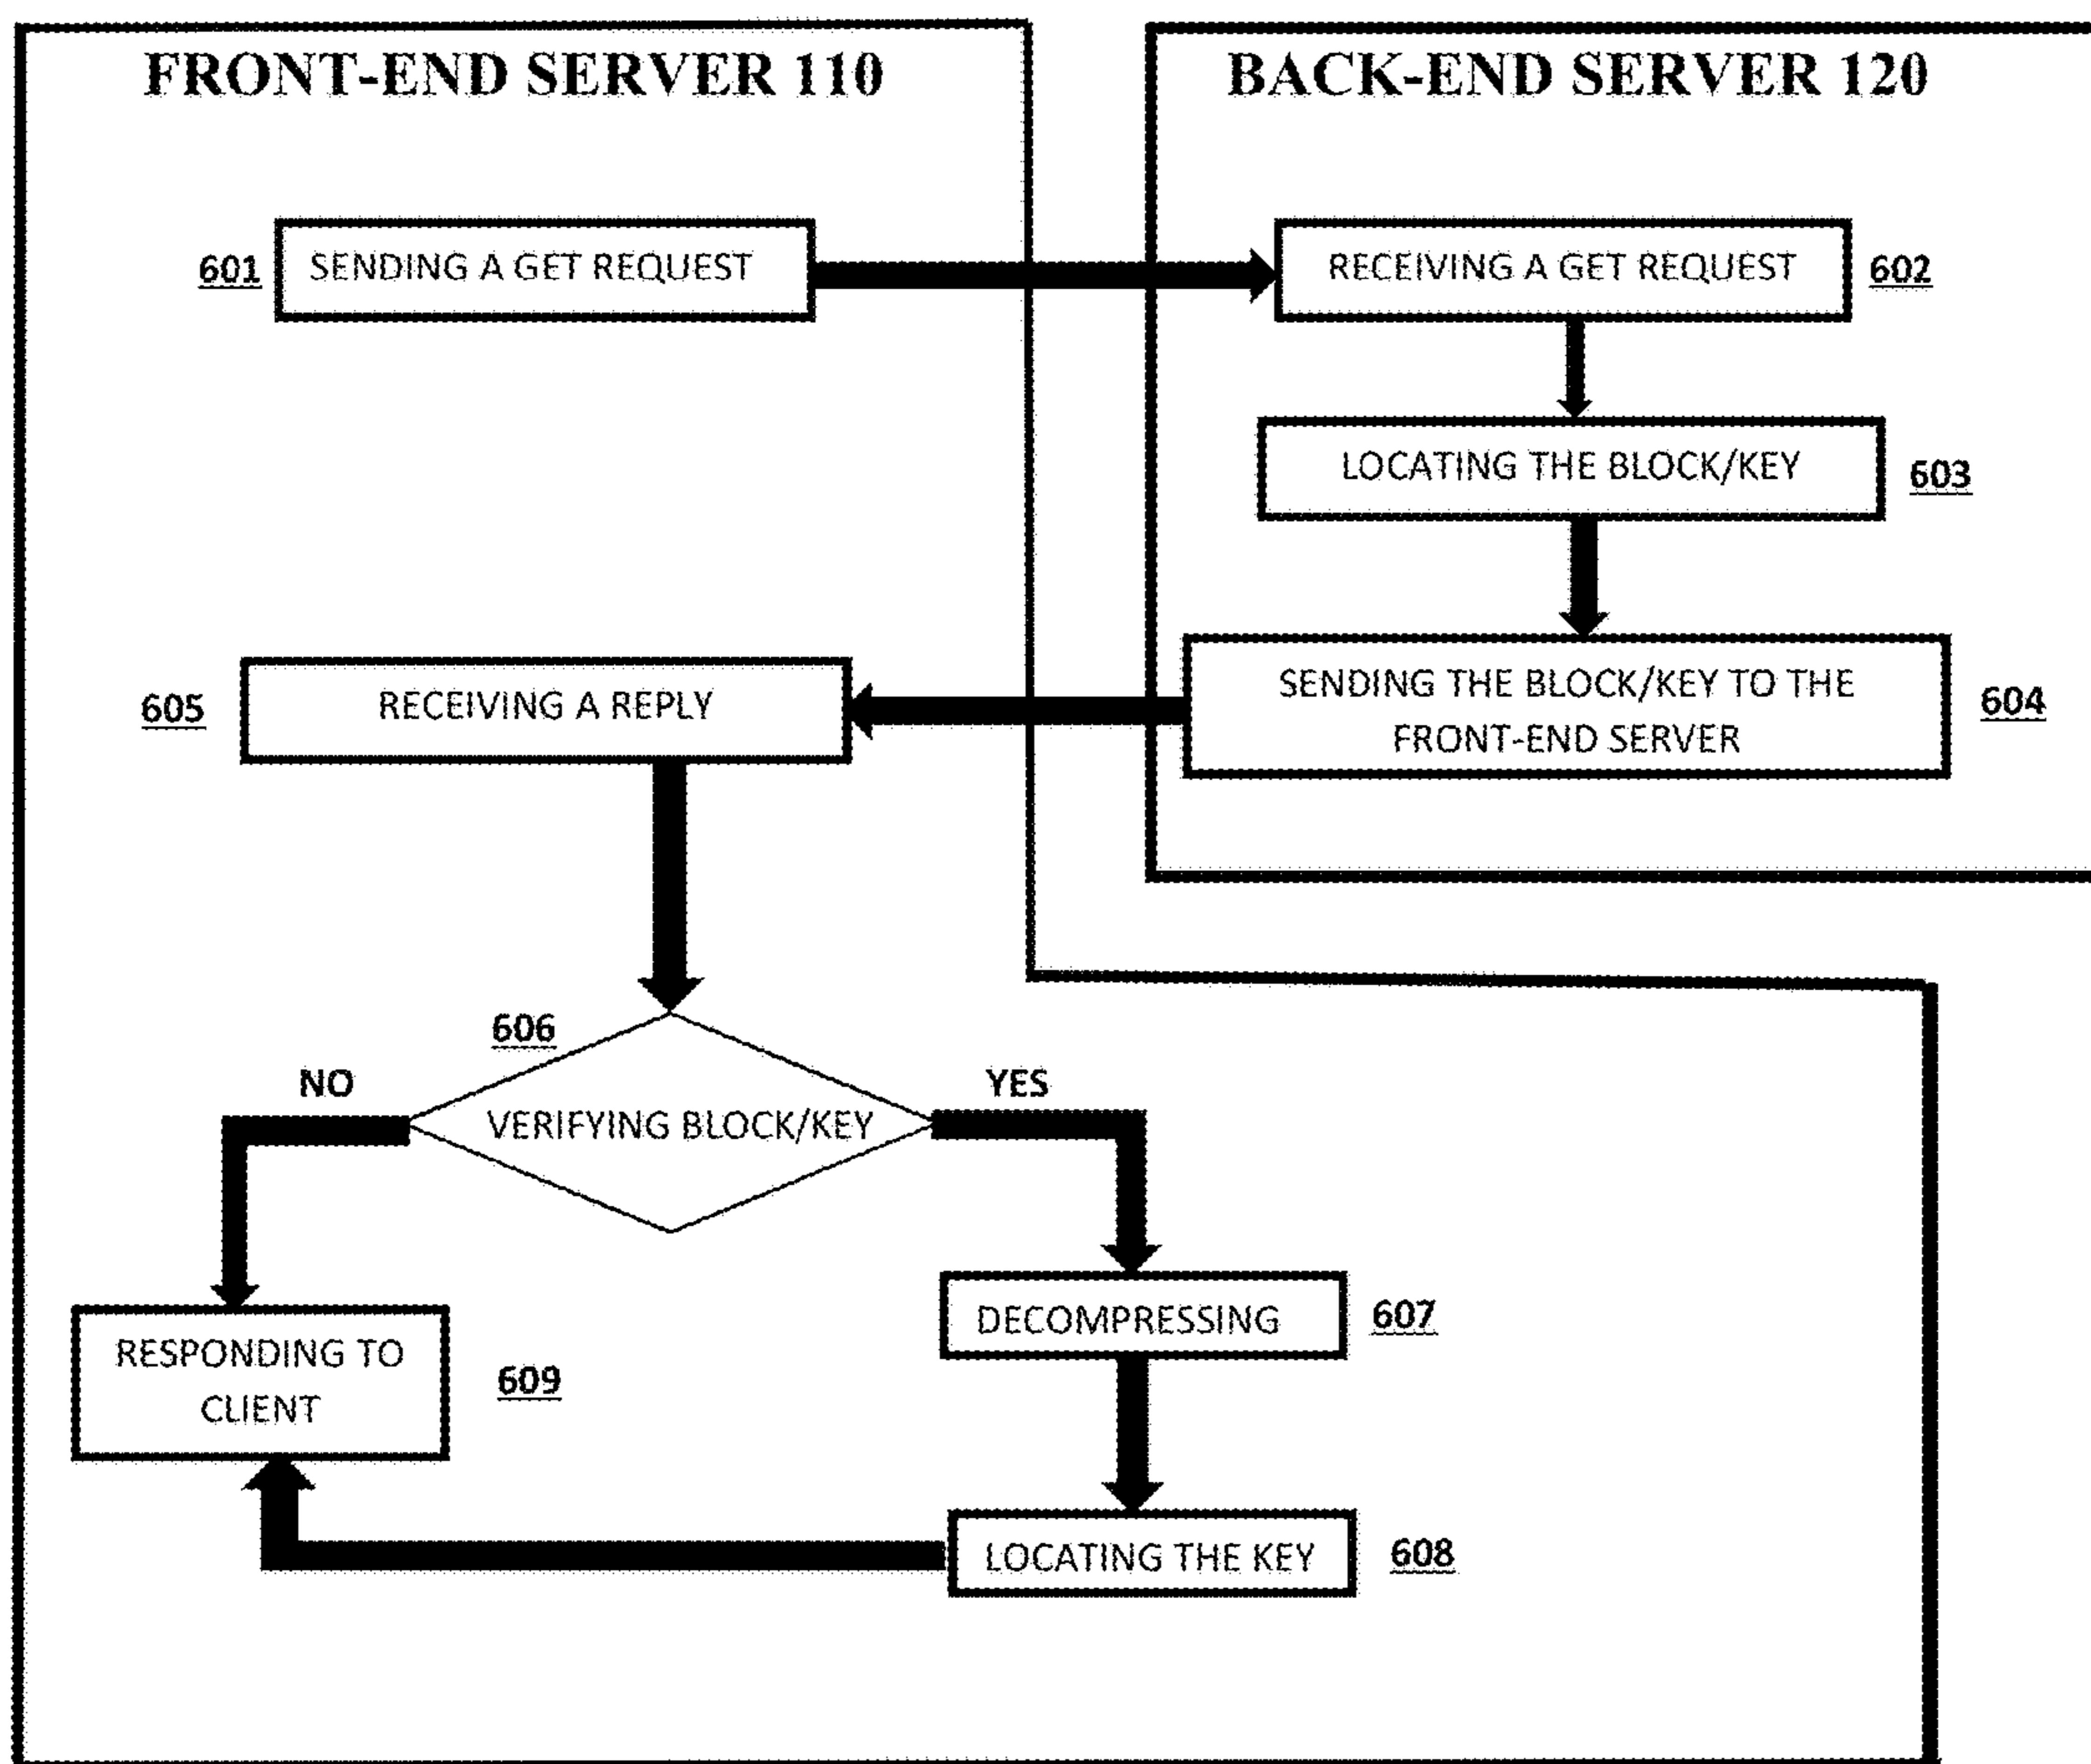 FRONT-END SERVER 110
BACK-END SERVER 120
601
SENDING A GET REQUEST
RECEIVING A GET REQUEST
602
LOCATING THE BLOCK/KEY
603
SENDING THE BLOCK/KEY TO THE
FRONT-END SERVER
604
605
RECEIVING A REPLY
606
NO
YES
VERIFYING BLOCK/KEY
DECOMPRESSING
607
RESPONDING TO
CLIENT
609
LOCATING THE KEY
608